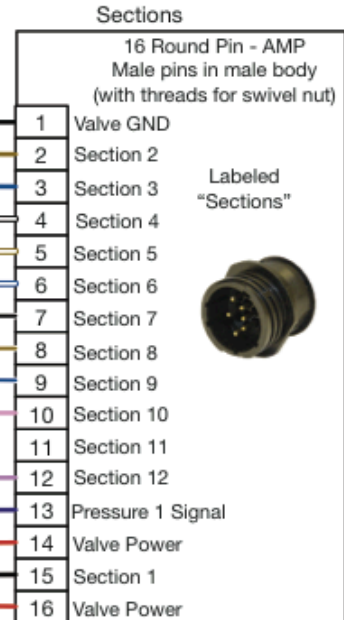 Sections
16 Round Pin - AMP
Male pins in male body
(with threads for swivel nut)
1 Valve GND
2 Section 2
3 Section 3
4 Section 4
5 Section 5
6 Section 6
7 Section 7
8 Section 8
9 Section 9
10 Section 10
11 Section 11
12 Section 12
13 Pressure 1 Signal
14 Valve Power
15 Section 1
16 Valve Power
Labeled
“Sections”